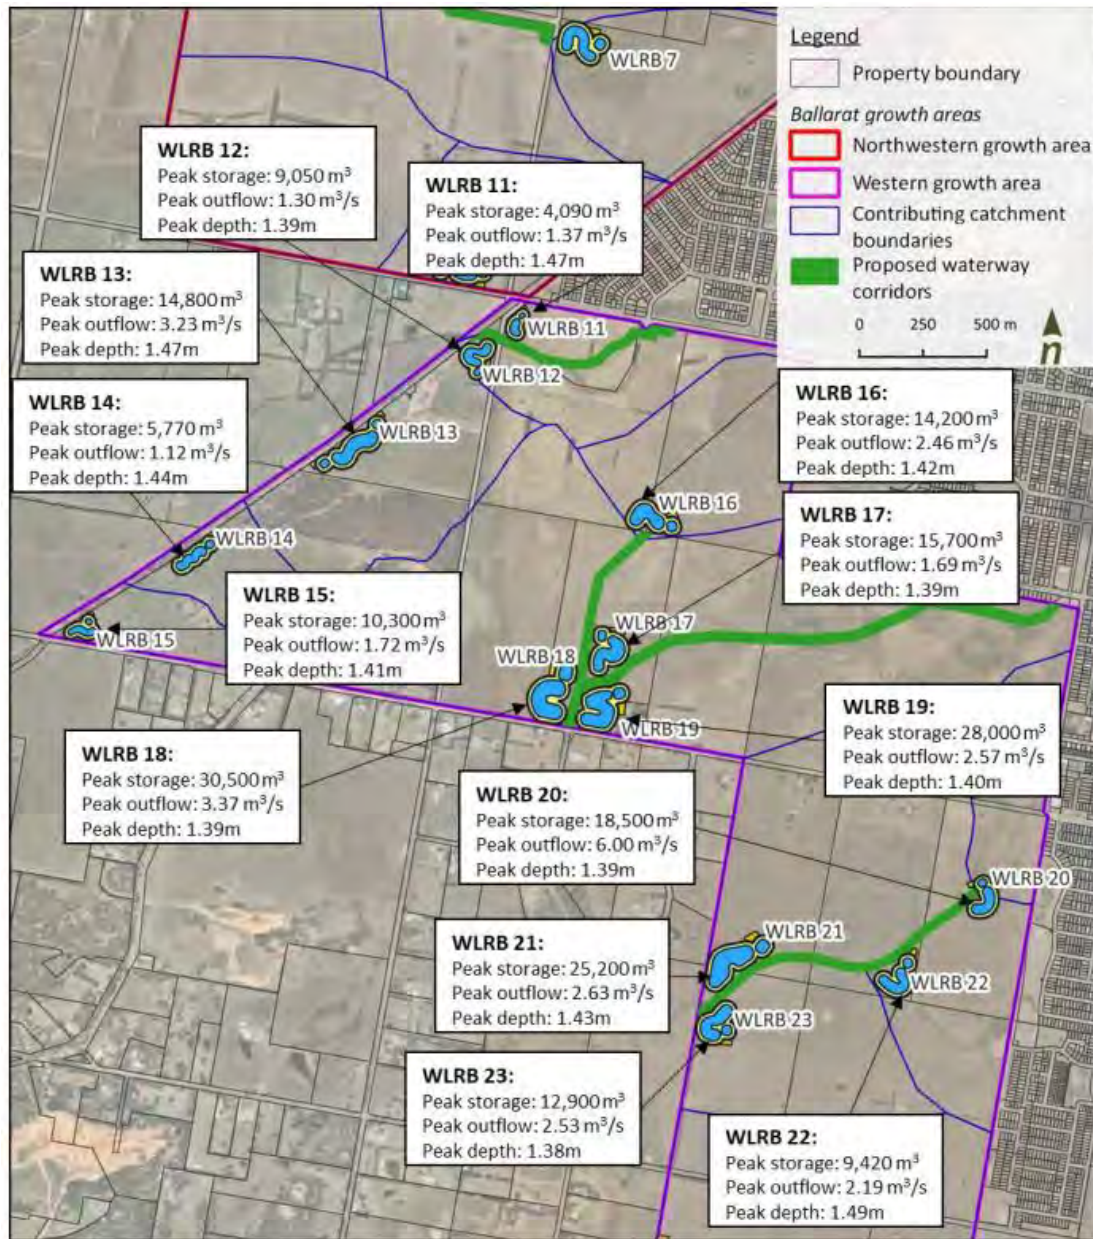 WLRB 7
Legend
Property boundary
Ballarat growth areas
Northwestern growth area
Western growth area
Contributing catchment
boundaries
Proposed waterway
corridors
0 250 500 m
n
WLRB 12:
Peak storage: 9,050 m³
Peak outflow: 1.30 m³/s
Peak depth: 1.39m
WLRB 11:
Peak storage: 4,090 m³
Peak outflow: 1.37 m³/s
Peak depth: 1.47m
WLRB 13:
Peak storage: 14,800 m³
Peak outflow: 3.23 m³/s
Peak depth: 1.47m
WLRB 11
WLRB 12
WLRB 14:
Peak storage: 5,770 m³
Peak outflow: 1.12 m³/s
Peak depth: 1.44m
WLRB 13
WLRB 16:
Peak storage: 14,200 m³
Peak outflow: 2.46 m³/s
Peak depth: 1.42m
WLRB 16
WLRB 17:
Peak storage: 15,700 m³
Peak outflow: 1.69 m³/s
Peak depth: 1.39m
WLRB 14
WLRB 15:
Peak storage: 10,300 m³
Peak outflow: 1.72 m³/s
Peak depth: 1.41m
WLRB 15
WLRB 17
WLRB 18
WLRB 19
WLRB 19:
Peak storage: 28,000 m³
Peak outflow: 2.57 m³/s
Peak depth: 1.40m
WLRB 18:
Peak storage: 30,500 m³
Peak outflow: 3.37 m³/s
Peak depth: 1.39m
WLRB 20:
Peak storage: 18,500 m³
Peak outflow: 6.00 m³/s
Peak depth: 1.39m
WLRB 20
WLRB 21:
Peak storage: 25,200 m³
Peak outflow: 2.63 m³/s
Peak depth: 1.43m
WLRB 21
WLRB 22
WLRB 23
WLRB 23:
Peak storage: 12,900 m³
Peak outflow: 2.53 m³/s
Peak depth: 1.38m
WLRB 22:
Peak storage: 9,420 m³
Peak outflow: 2.19 m³/s
Peak depth: 1.49m